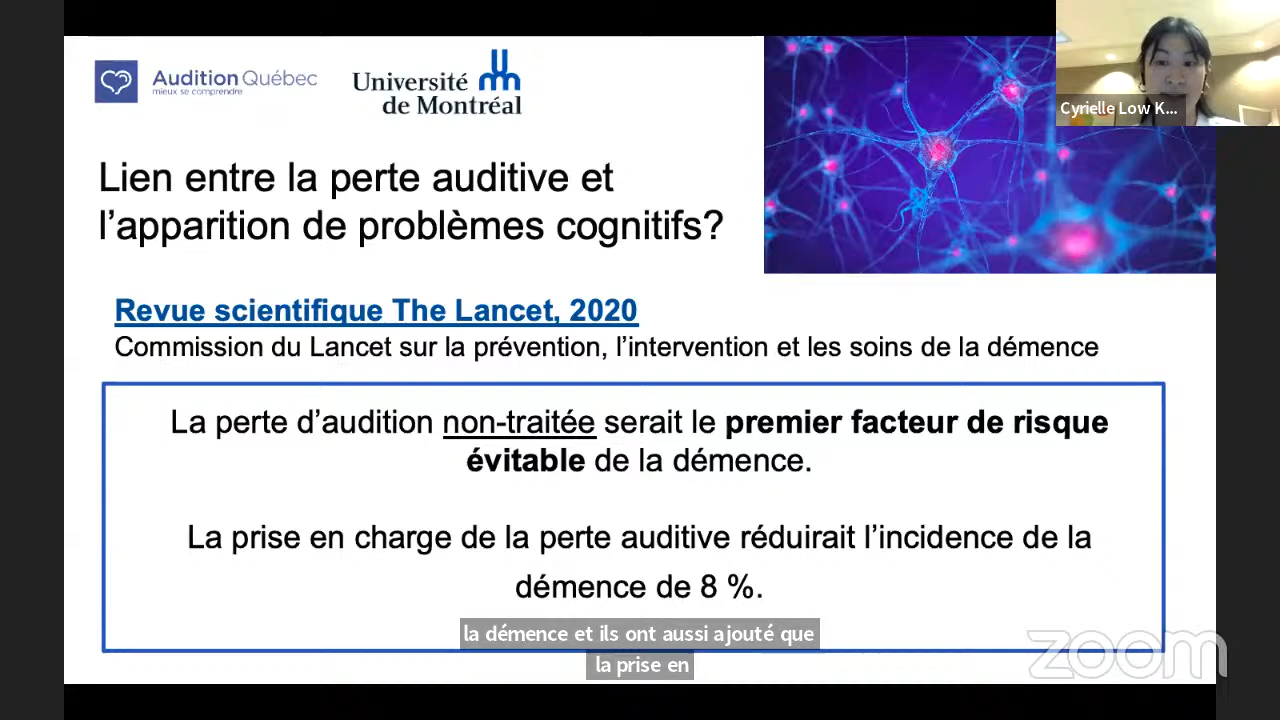 Audition Québec
mieux se comprendre
Université
de Montréal
Cyrielle Low K...
Lien entre la perte auditive et
l’apparition de problèmes cognitifs?
Revue scientifique The Lancet, 2020
Commission du Lancet sur la prévention, l’intervention et les soins de la démence
La perte d’audition non-traitée serait le premier facteur de risque
évitable de la démence.
La prise en charge de la perte auditive réduirait l’incidence de la
démence de 8 %.
la démence et ils ont aussi ajouté que
la prise en
zoom